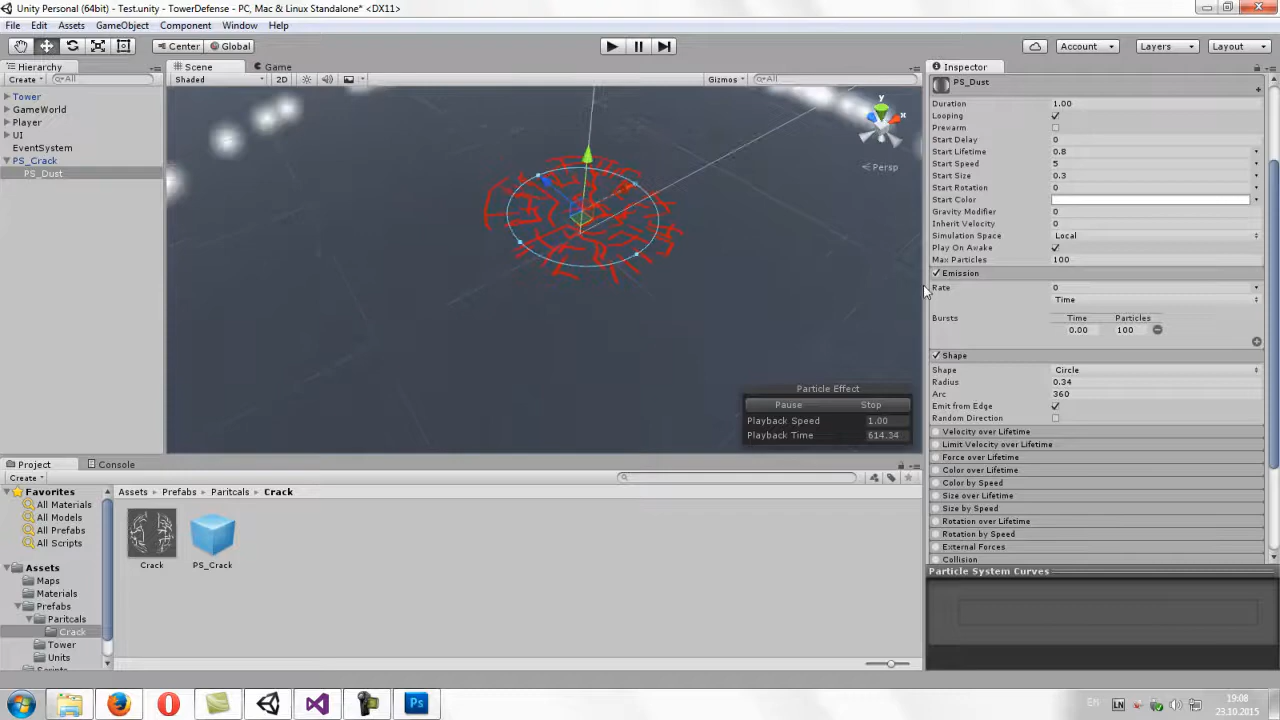 Unity Personal (64bit) - Test.unity - TowerDefense - PC, Mac & Linux Standalone* <DX11>
File Edit Assets GameObject Component Window Help
Center Global Account Layers Layout
Hierarchy
Create All
Tower
GameWorld
Player
UI
EventSystem
PS_Crack
PS_Dust
Scene Game
Shaded 2D Gizmos All
y
x
Persp
Particle Effect
Pause Stop
Playback Speed 1.00
Playback Time 614.34
Inspector
PS_Dust
Duration 1.00
Looping
Prewarm
Start Delay 0
Start Lifetime 0.8
Start Speed 5
Start Size 0.3
Start Rotation 0
Start Color
Gravity Modifier 0
Inherit Velocity 0
Simulation Space Local
Play On Awake
Max Particles 100
Emission
Rate 0
Time
Bursts Time Particles
0.00 100
Shape
Shape Circle
Radius 0.34
Arc 360
Emit from Edge
Random Direction
Velocity over Lifetime
Limit Velocity over Lifetime
Force over Lifetime
Color over Lifetime
Color by Speed
Size over Lifetime
Size by Speed
Rotation over Lifetime
Rotation by Speed
External Forces
Collision
Particle System Curves
Project Console
Create
Favorites
All Materials
All Models
All Prefabs
All Scripts
Assets
Maps
Materials
Prefabs
Paritcals
Crack
Tower
Units
Assets Prefabs Paritcals Crack
Crack PS_Crack
Ps
EN LN
19:08
23.10.2015